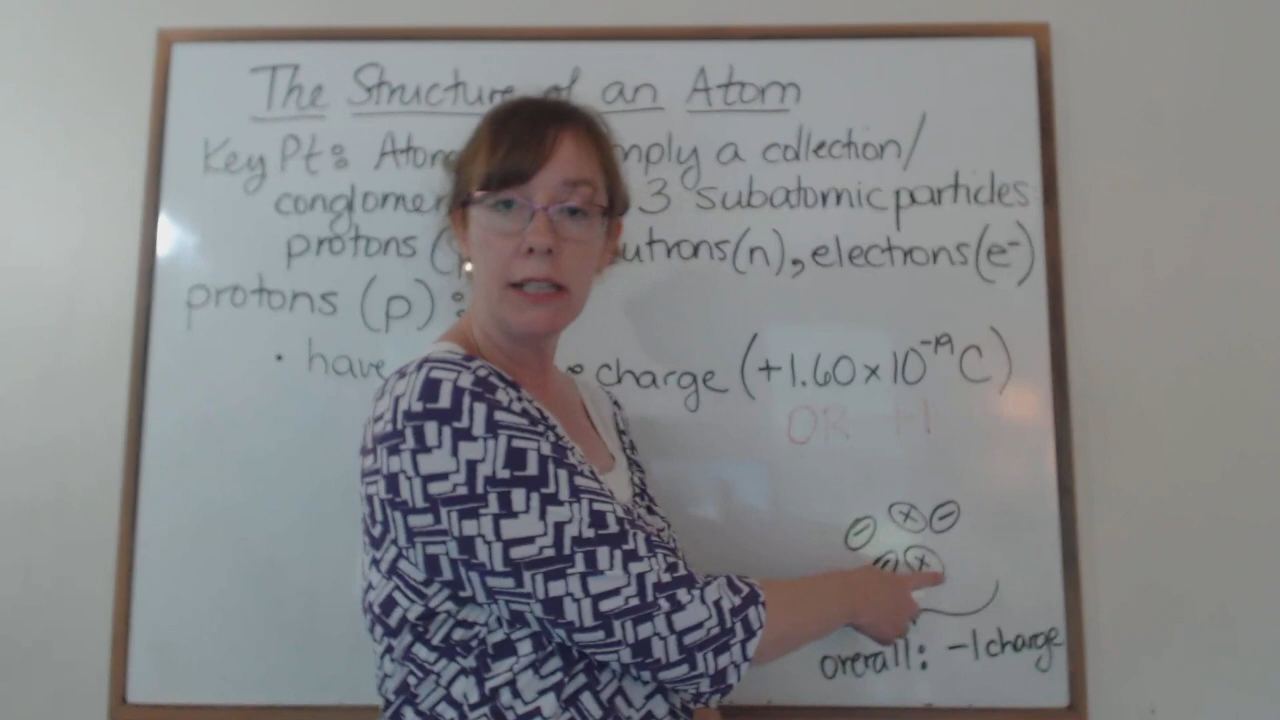 The Structure of an Atom
Key Pt: Atom mply a collection/
conglomer 3 subatomic particles
protons ( utrons(n), electrons(e⁻)
protons (p):
• have charge (+1.60×10⁻¹⁹ C)
OR +1
overall: -1 charge